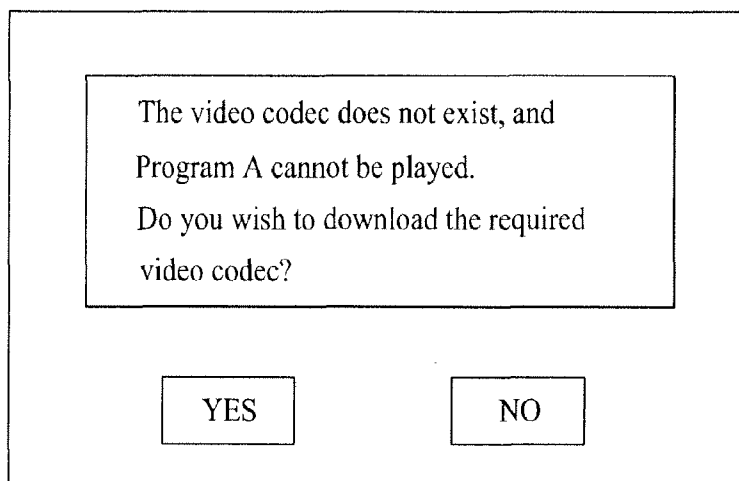 The video codec does not exist, and
Program A cannot be played.
Do you wish to download the required
video codec?
YES
NO